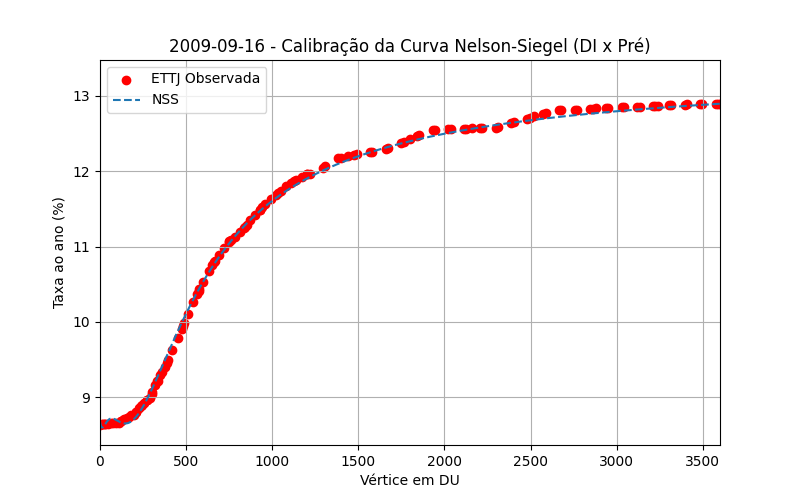 2009-09-16 - Calibração da Curva Nelson-Siegel (DI x Pré)
ETTJ Observada
NSS
Taxa ao ano (%)
13
12
11
10
9
0 500 1000 1500 2000 2500 3000 3500
Vértice em DU